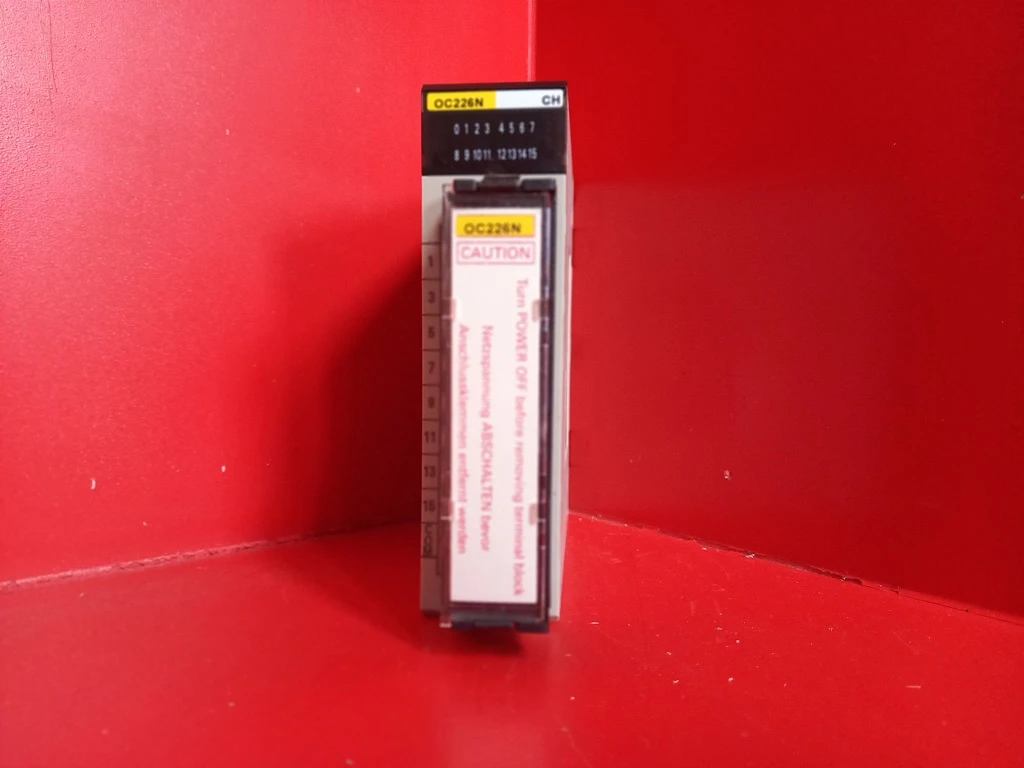 OC226N CH
0 1 2 3 4 5 6 7
8 9 10 11 12 13 14 15
OC226N
CAUTION
Turn POWER OFF before removing terminal block
Netzspannung ABSCHALTEN bevor
Anschlussklemmen entfernt werden
1
3
5
7
9
11
13
15
COM